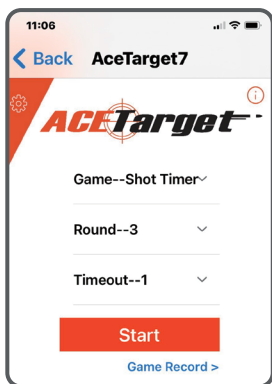 11:06
Back AceTarget7
ACETarget
Game--Shot Timer
Round--3
Timeout--1
Start
Game Record >